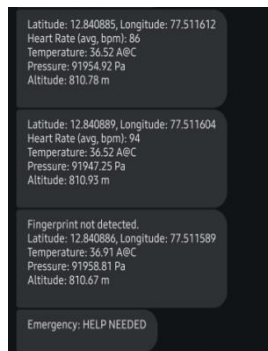 Latitude: 12.840885, Longitude: 77.511612
Heart Rate (avg, bpm): 86
Temperature: 36.52 A@C
Pressure: 91954.92 Pa
Altitude: 810.78 m
Latitude: 12.840889, Longitude: 77.511604
Heart Rate (avg, bpm): 94
Temperature: 36.52 A@C
Pressure: 91947.25 Pa
Altitude: 810.93 m
Fingerprint not detected.
Latitude: 12.840886, Longitude: 77.511589
Temperature: 36.91 A@C
Pressure: 91958.81 Pa
Altitude: 810.67 m
Emergency: HELP NEEDED